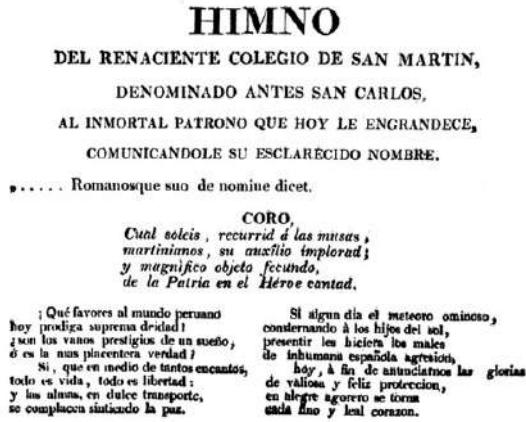 HIMNO
DEL RENACIENTE COLEGIO DE SAN MARTIN,
DENOMINADO ANTES SAN CARLOS,
AL INMORTAL PATRONO QUE HOY LE ENGRANDECE,
COMUNICANDOLE SU ESCLARECIDO NOMBRE.
,..... Romanosque suo de nomine dicet.
CORO,
Cual soleis, recurrid á las musas,
martinianos, su auxîlio implorad;
y magnifico objeto fecundo,
de la Patria en el Héroe cantad.
¡ Qué favores al mundo peruano
hoy prodiga suprema deidad!
¿son los vanos prestigios de un sueño,
ó es la mas placentera verdad?
Si, que en medio de tantos encantos,
todo es vida, todo es libertad:
y las almas, en dulce transporte,
se complacen sintiendo la paz.
Si algun dia el meteoro ominoso,
consternando á los hijos del sol,
presentir les hiciera los males
de inhumana española agresion,
hoy, à fin de anunciarnos las glorias
de valiosa y feliz proteccion,
en alegre agorero se torna
cada fino y leal corazon.